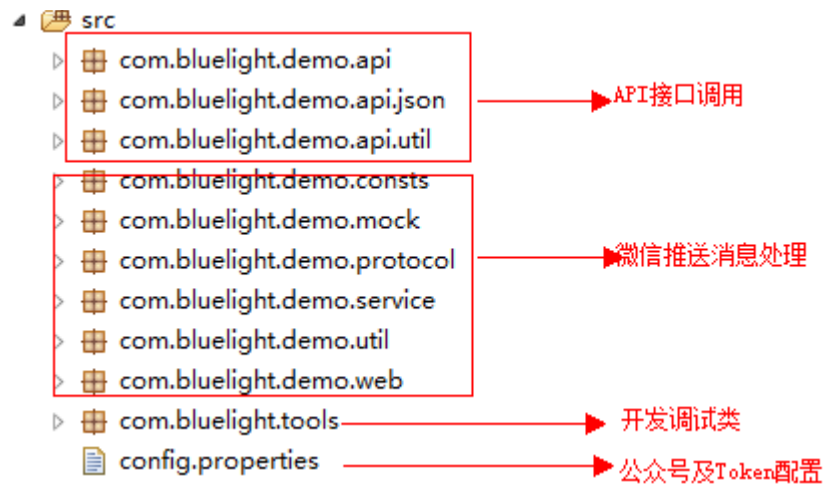 src
com.bluelight.demo.api
com.bluelight.demo.api.json API接口调用
com.bluelight.demo.api.util
com.bluelight.demo.consts
com.bluelight.demo.mock
com.bluelight.demo.protocol 微信推送消息处理
com.bluelight.demo.service
com.bluelight.demo.util
com.bluelight.demo.web
com.bluelight.tools 开发调试类
config.properties 公众号及Token配置